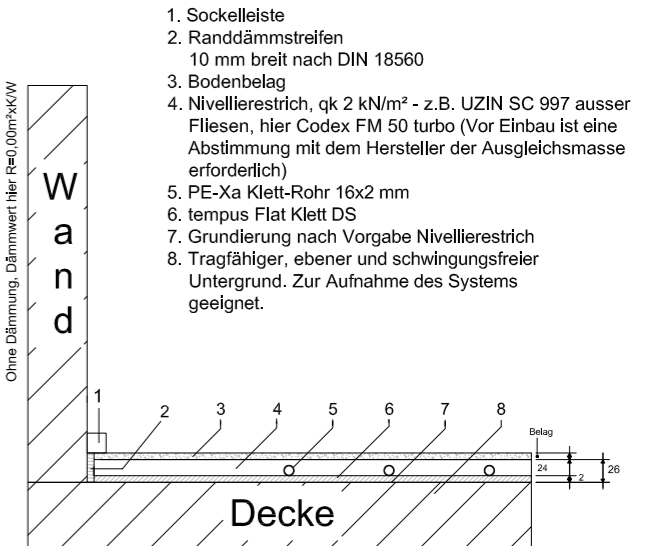 1. Sockelleiste
2. Randdämmstreifen
10 mm breit nach DIN 18560
3. Bodenbelag
4. Nivellierestrich, qk 2 kN/m² - z.B. UZIN SC 997 ausser
Fliesen, hier Codex FM 50 turbo (Vor Einbau ist eine
Abstimmung mit dem Hersteller der Ausgleichsmasse
erforderlich)
5. PE-Xa Klett-Rohr 16x2 mm
6. tempus Flat Klett DS
7. Grundierung nach Vorgabe Nivellierestrich
8. Tragfähiger, ebener und schwingungsfreier
Untergrund. Zur Aufnahme des Systems
geeignet.
Ohne Dämmung, Dämmwert hier R=0,00m²xK/W
W
a
n
d
1
2
3
4
5
6
7
8
Belag
24
2
26
Decke